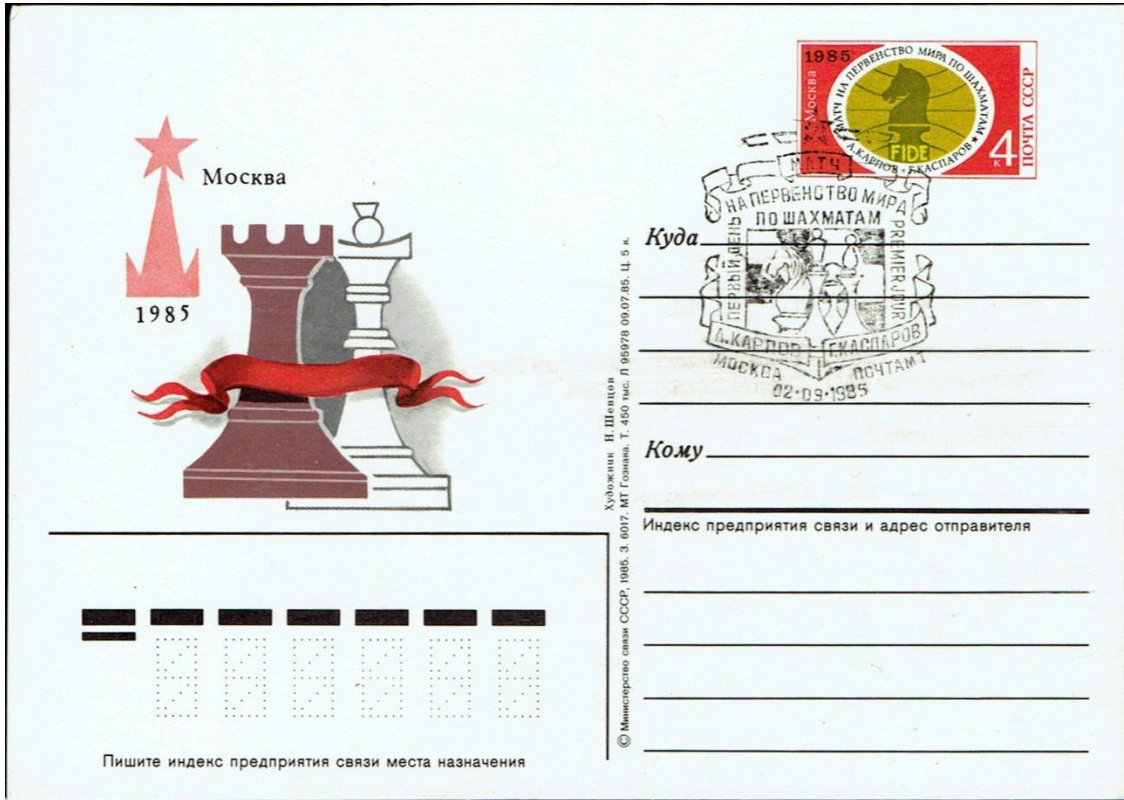 Москва
1985
1985
Москва
МАТЧ НА ПЕРВЕНСТВО МИРА ПО ШАХМАТАМ
А.КАРПОВ · Г.КАСПАРОВ
FIDE
4 к
ПОЧТА СССР
МАТЧ
НА ПЕРВЕНСТВО МИРА
ПО ШАХМАТАМ
ПЕРВЫЙ ДЕНЬ
PREMIER JOUR
А.КАРПОВ – Г.КАСПАРОВ
МОСКВА ПОЧТАМТ
02·09·1985
Куда
Кому
Индекс предприятия связи и адрес отправителя
Художник Н. Шевцов
© Министерство связи СССР, 1985. З. 6017. МТ Гознака. Т. 450 тыс. Л 95978 09.07.85. Ц. 5 к.
Пишите индекс предприятия связи места назначения